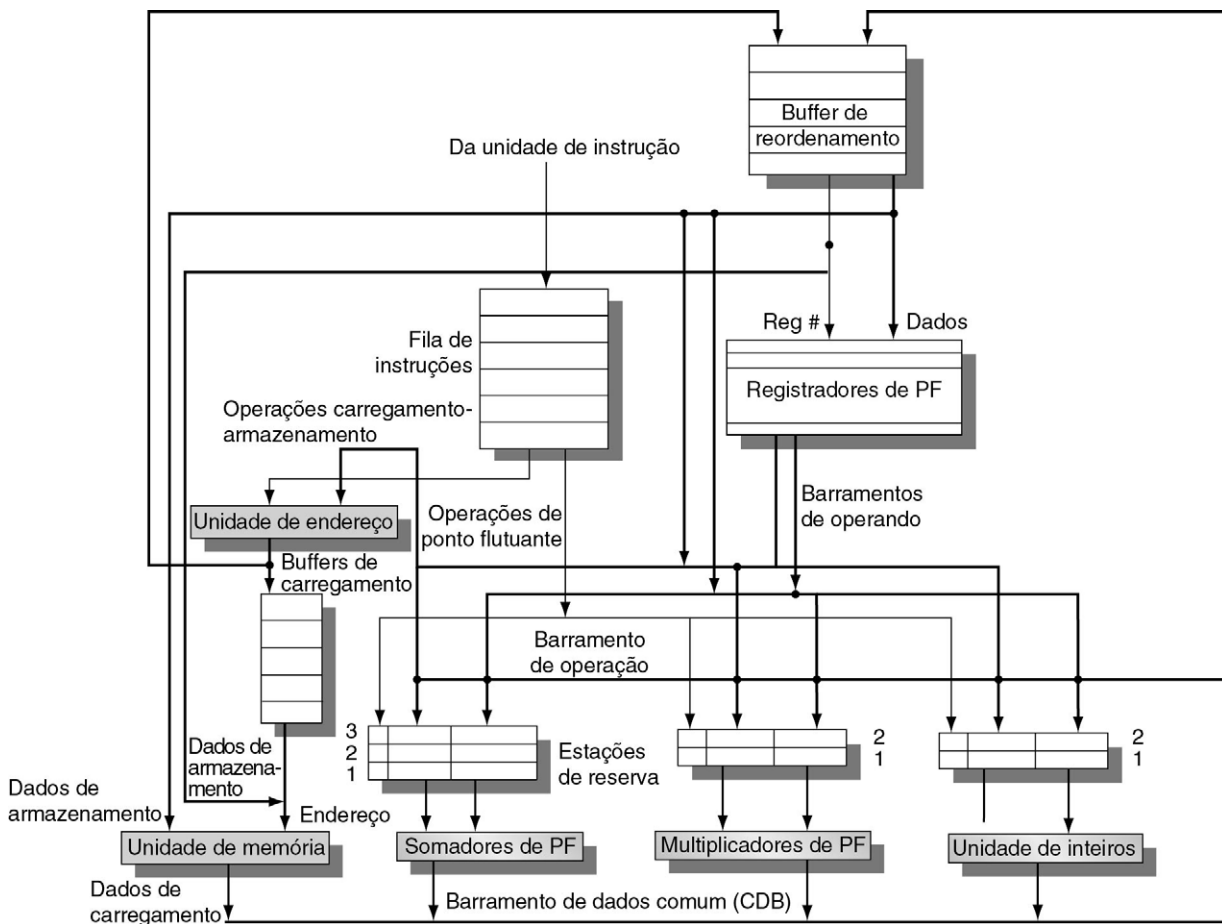 Buffer de
reordenamento
Da unidade de instrução
Reg #
Dados
Fila de
instruções
Registradores de PF
Operações carregamento-
armazenamento
Unidade de endereço
Operações de
ponto flutuante
Barramentos
de operando
Buffers de
carregamento
Barramento
de operação
3
2
1
Estações
de reserva
2
1
2
1
Dados de
armazena-
mento
Dados de
armazenamento
Endereço
Unidade de memória
Somadores de PF
Multiplicadores de PF
Unidade de inteiros
Dados de
carregamento
Barramento de dados comum (CDB)